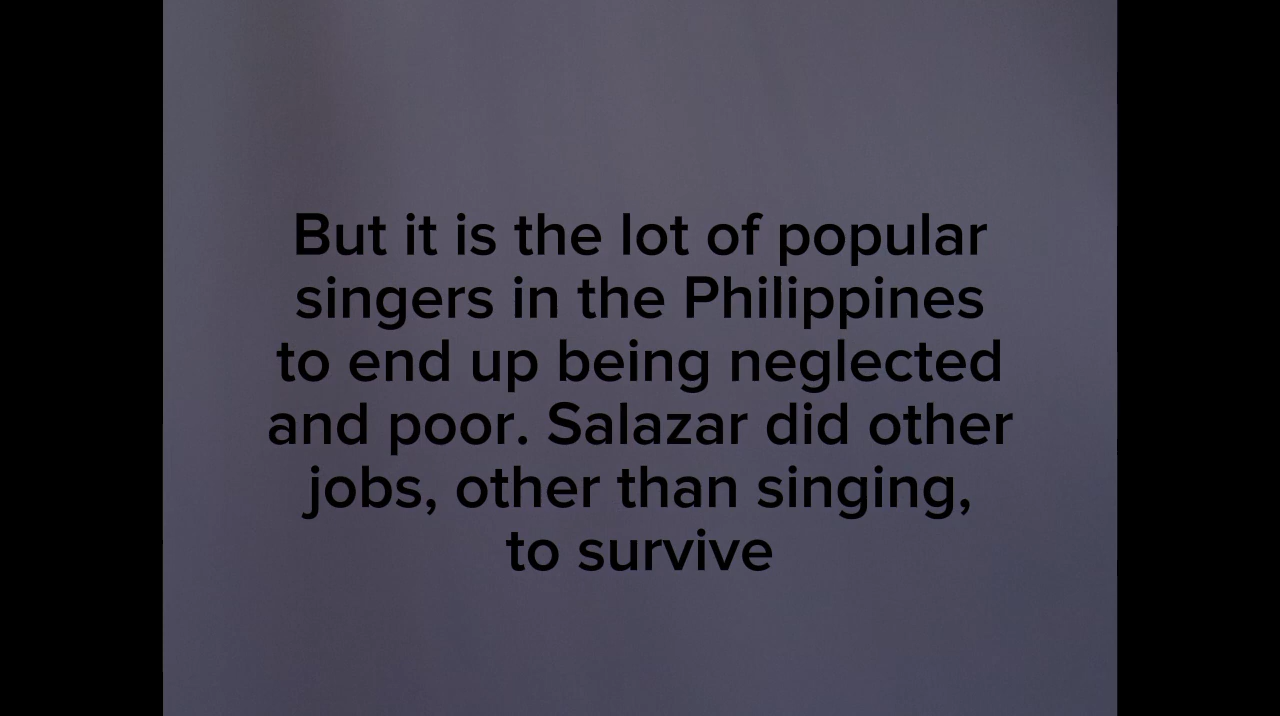 But it is the lot of popular
singers in the Philippines
to end up being neglected
and poor. Salazar did other
jobs, other than singing,
to survive